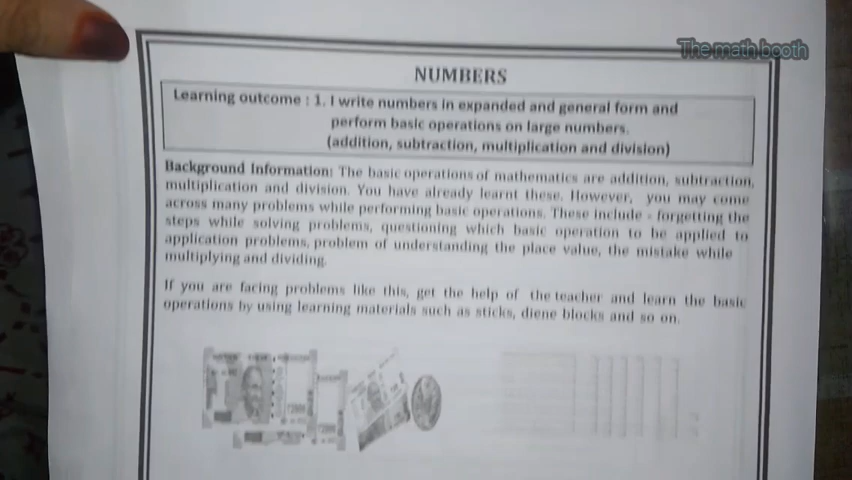 The math booth
NUMBERS
Learning outcome : 1. I write numbers in expanded and general form and
perform basic operations on large numbers.
(addition, subtraction, multiplication and division)
Background Information: The basic operations of mathematics are addition, subtraction,
multiplication and division. You have already learnt these. However, you may come
across many problems while performing basic operations. These include - forgetting the
steps while solving problems, questioning which basic operation to be applied to
application problems, problem of understanding the place value, the mistake while
multiplying and dividing.
If you are facing problems like this, get the help of the teacher and learn the basic
operations by using learning materials such as sticks, diene blocks and so on.